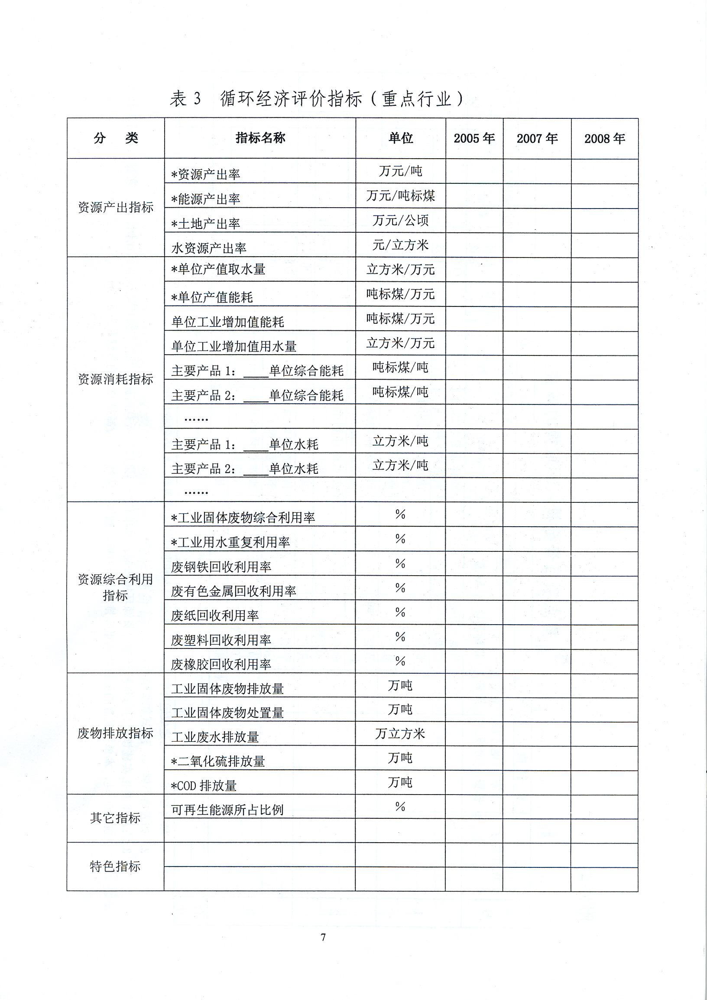 表 3 循环经济评价指标（重点行业）
分 类 指标名称 单位 2005 年 2007 年 2008 年
资源产出指标
*资源产出率 万元/吨
*能源产出率 万元/吨标煤
*土地产出率 万元/公顷
水资源产出率 元/立方米
资源消耗指标
*单位产值取水量 立方米/万元
*单位产值能耗 吨标煤/万元
单位工业增加值能耗 吨标煤/万元
单位工业增加值用水量 立方米/万元
主要产品 1：____单位综合能耗 吨标煤/吨
主要产品 2：____单位综合能耗 吨标煤/吨
……
主要产品 1：____单位水耗 立方米/吨
主要产品 2：____单位水耗 立方米/吨
……
资源综合利用
指标
*工业固体废物综合利用率 %
*工业用水重复利用率 %
废钢铁回收利用率 %
废有色金属回收利用率 %
废纸回收利用率 %
废塑料回收利用率 %
废橡胶回收利用率 %
废物排放指标
工业固体废物排放量 万吨
工业固体废物处置量 万吨
工业废水排放量 万立方米
*二氧化硫排放量 万吨
*COD 排放量 万吨
其它指标
可再生能源所占比例 %
特色指标
7